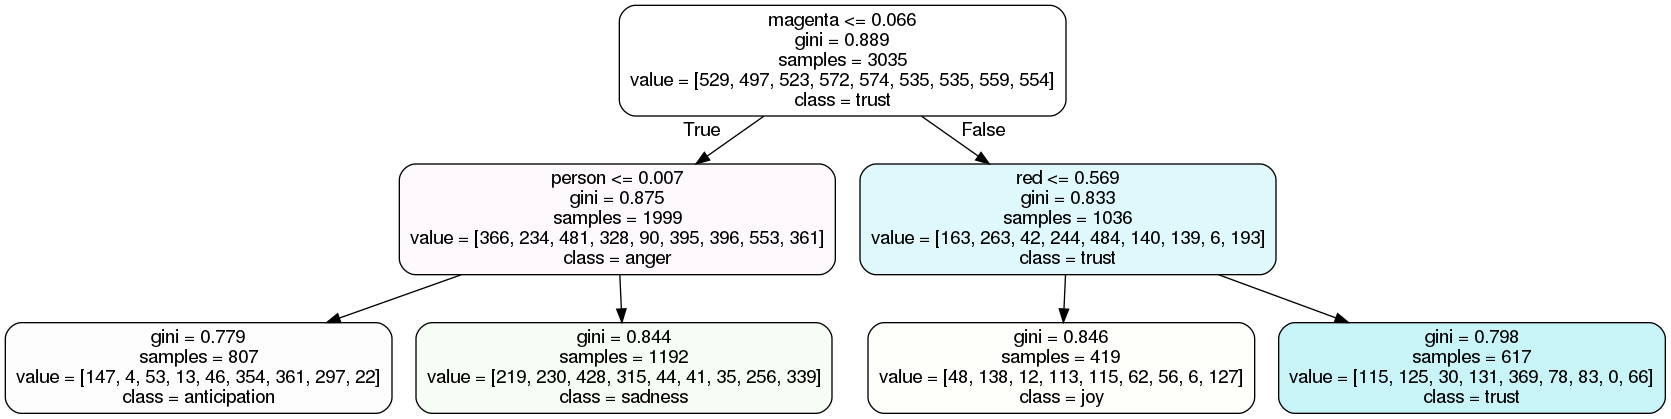 magenta <= 0.066
gini = 0.889
samples = 3035
value = [529, 497, 523, 572, 574, 535, 535, 559, 554]
class = trust
True
False
person <= 0.007
gini = 0.875
samples = 1999
value = [366, 234, 481, 328, 90, 395, 396, 553, 361]
class = anger
red <= 0.569
gini = 0.833
samples = 1036
value = [163, 263, 42, 244, 484, 140, 139, 6, 193]
class = trust
gini = 0.779
samples = 807
value = [147, 4, 53, 13, 46, 354, 361, 297, 22]
class = anticipation
gini = 0.844
samples = 1192
value = [219, 230, 428, 315, 44, 41, 35, 256, 339]
class = sadness
gini = 0.846
samples = 419
value = [48, 138, 12, 113, 115, 62, 56, 6, 127]
class = joy
gini = 0.798
samples = 617
value = [115, 125, 30, 131, 369, 78, 83, 0, 66]
class = trust